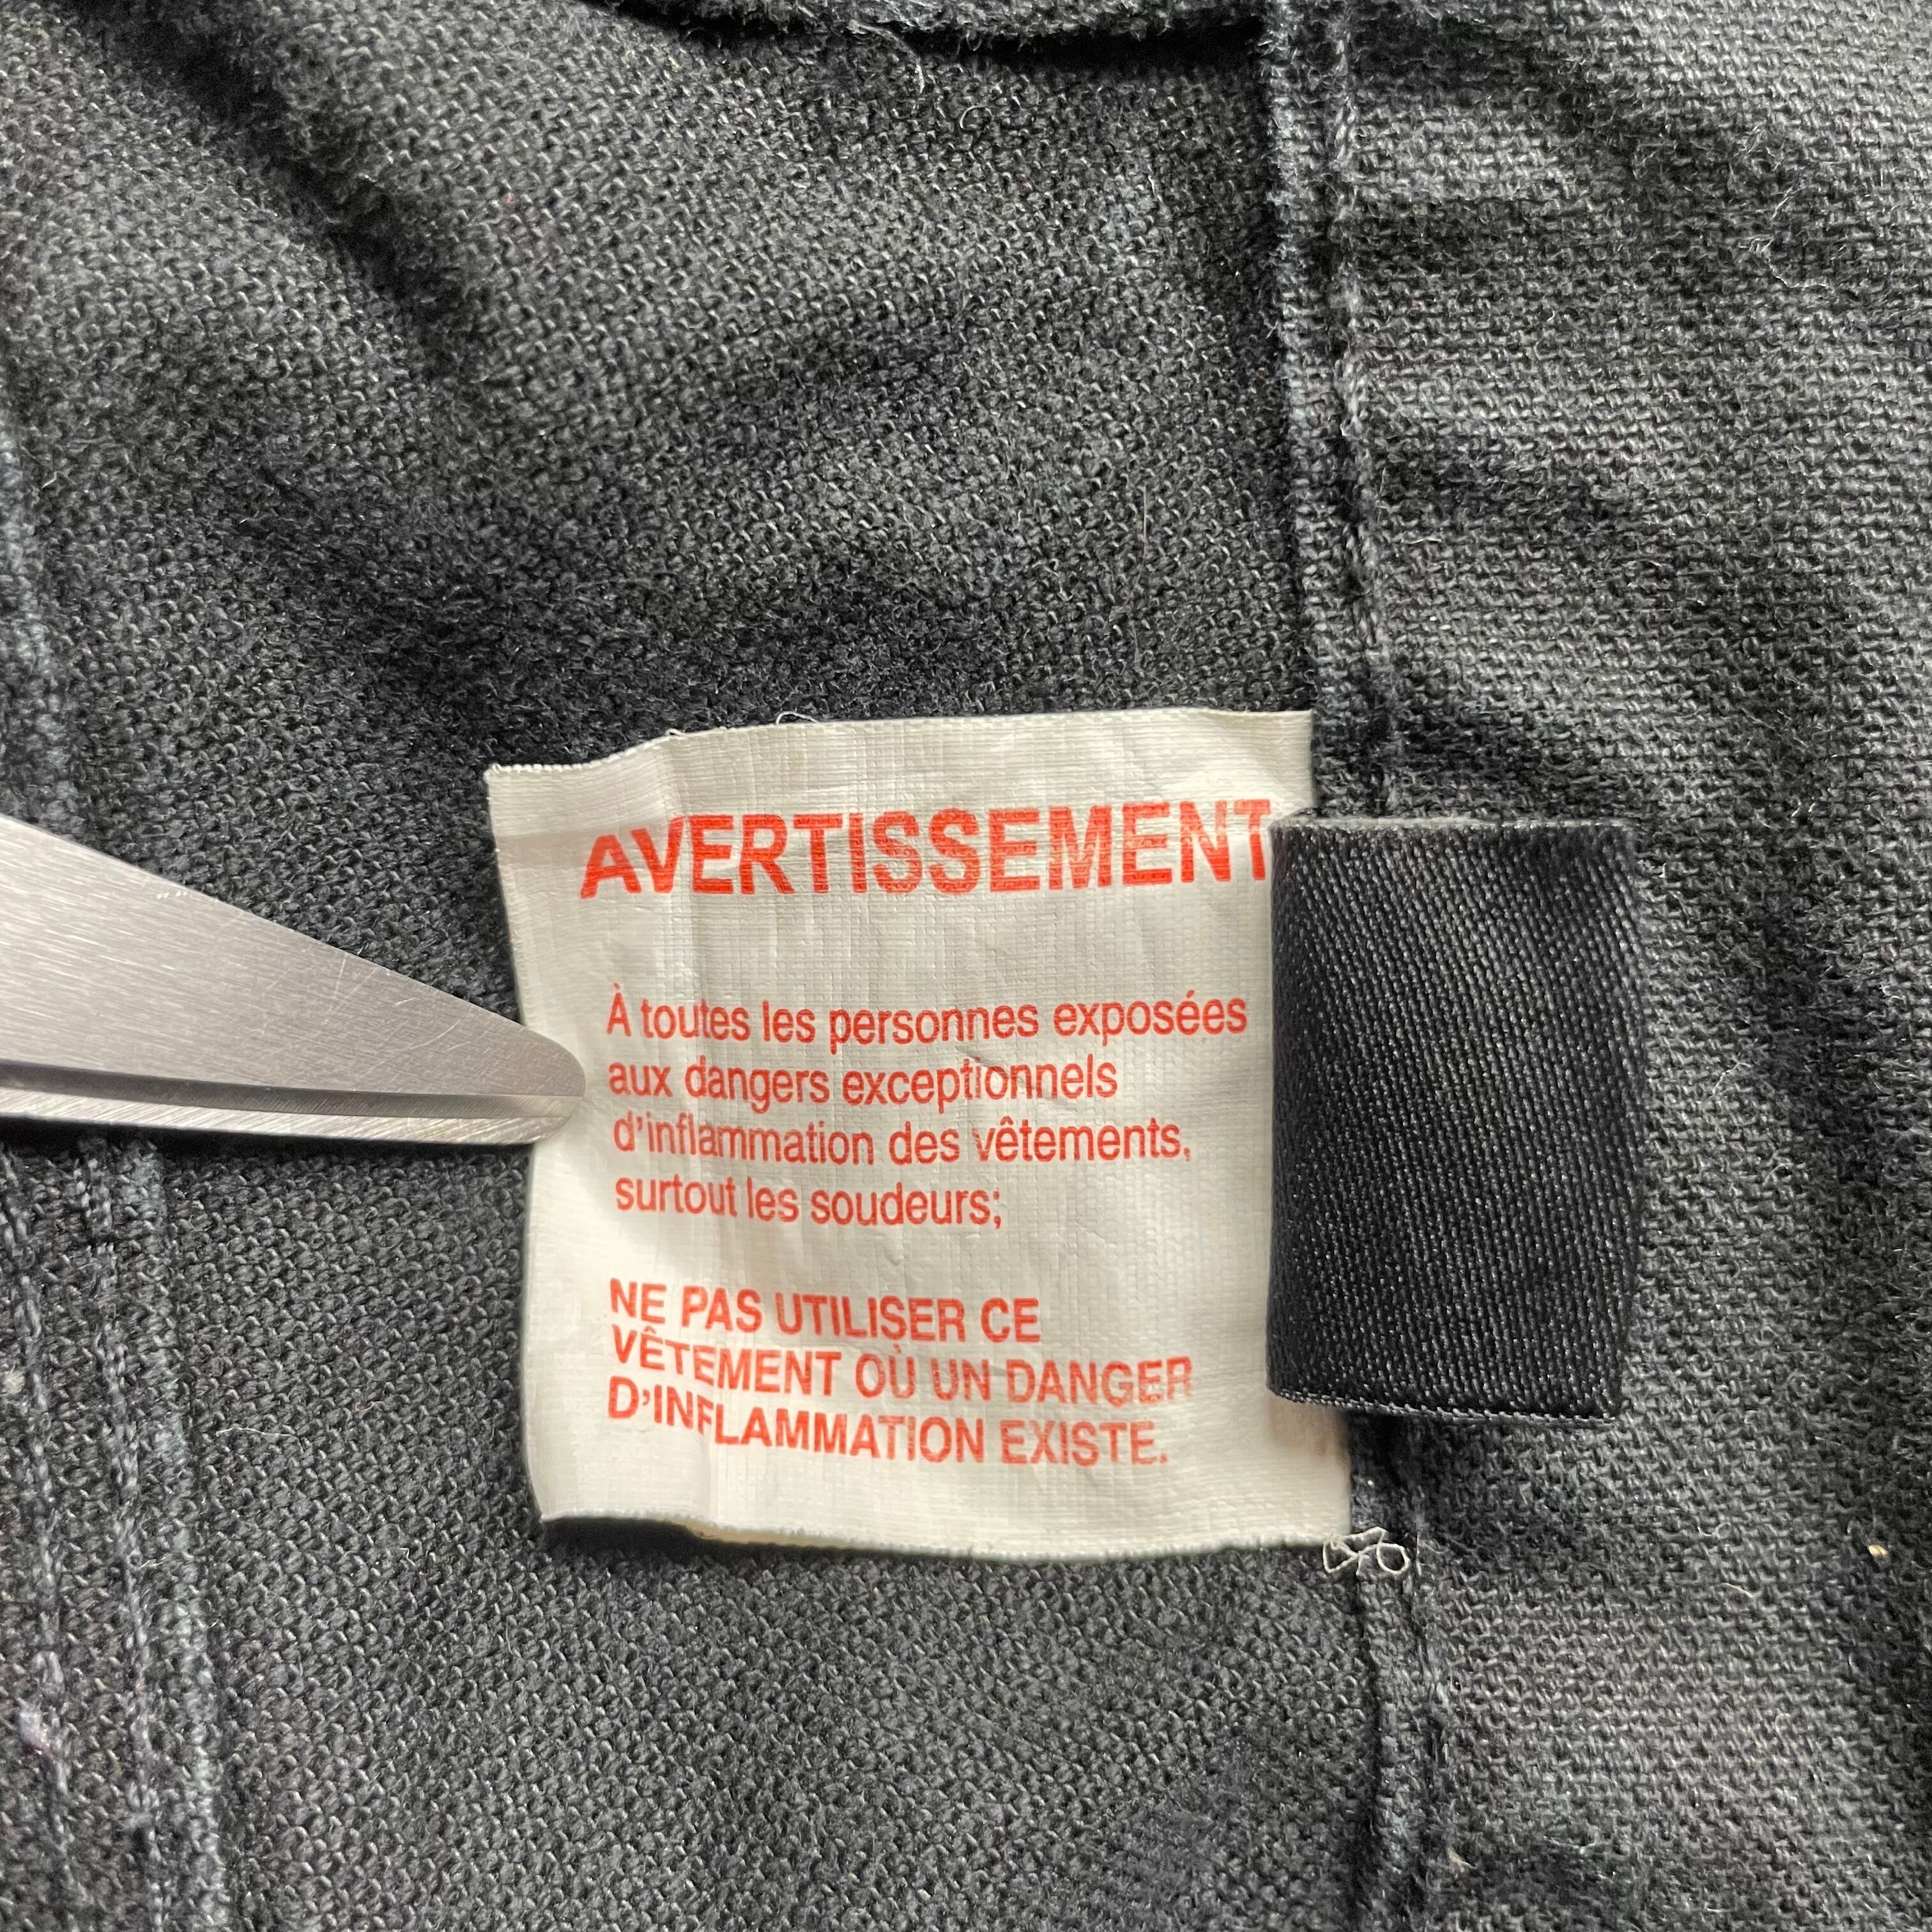 AVERTISSEMENT
À toutes les personnes exposées
aux dangers exceptionnels
d'inflammation des vêtements,
surtout les soudeurs;
NE PAS UTILISER CE
VÊTEMENT OÙ UN DANGER
D'INFLAMMATION EXISTE.